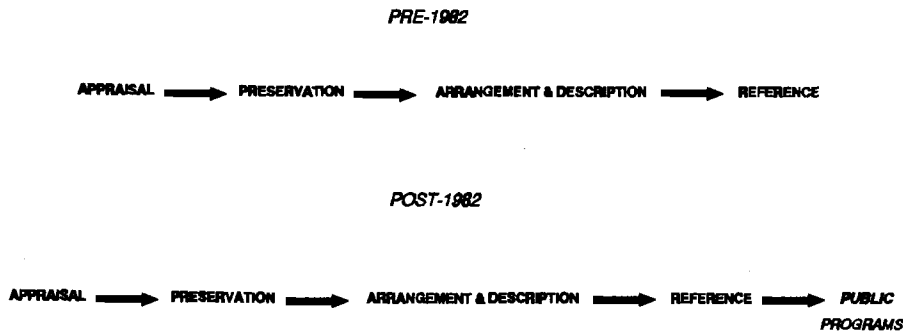 PRE-1982
APPRAISAL PRESERVATION ARRANGEMENT & DESCRIPTION REFERENCE
POST-1982
APPRAISAL PRESERVATION ARRANGEMENT & DESCRIPTION REFERENCE PUBLIC
PROGRAMS